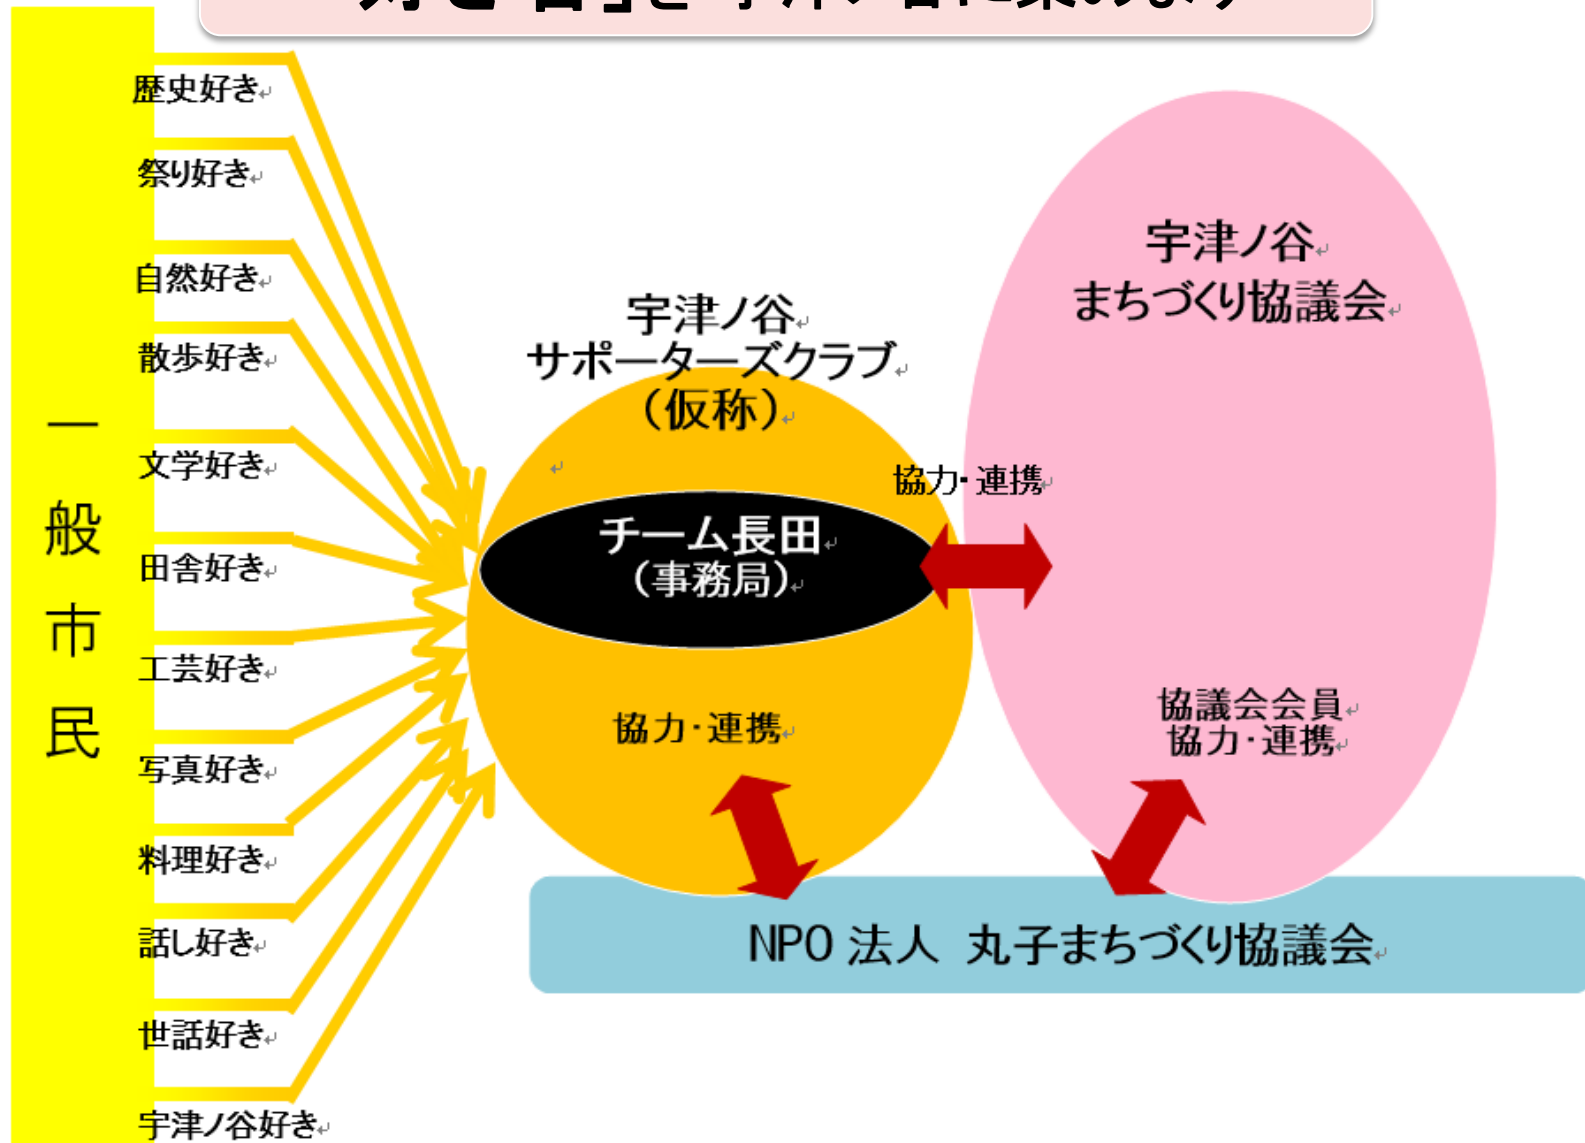 歴史好き
祭り好き
自然好き
散歩好き
文学好き
田舎好き
工芸好き
写真好き
料理好き
話し好き
世話好き
宇津ノ谷好き
一般市民
宇津ノ谷
サポーターズクラブ
（仮称）
チーム長田
（事務局）
協力・連携
協力・連携
宇津ノ谷
まちづくり協議会
協議会会員
協力・連携
NPO 法人 丸子まちづくり協議会